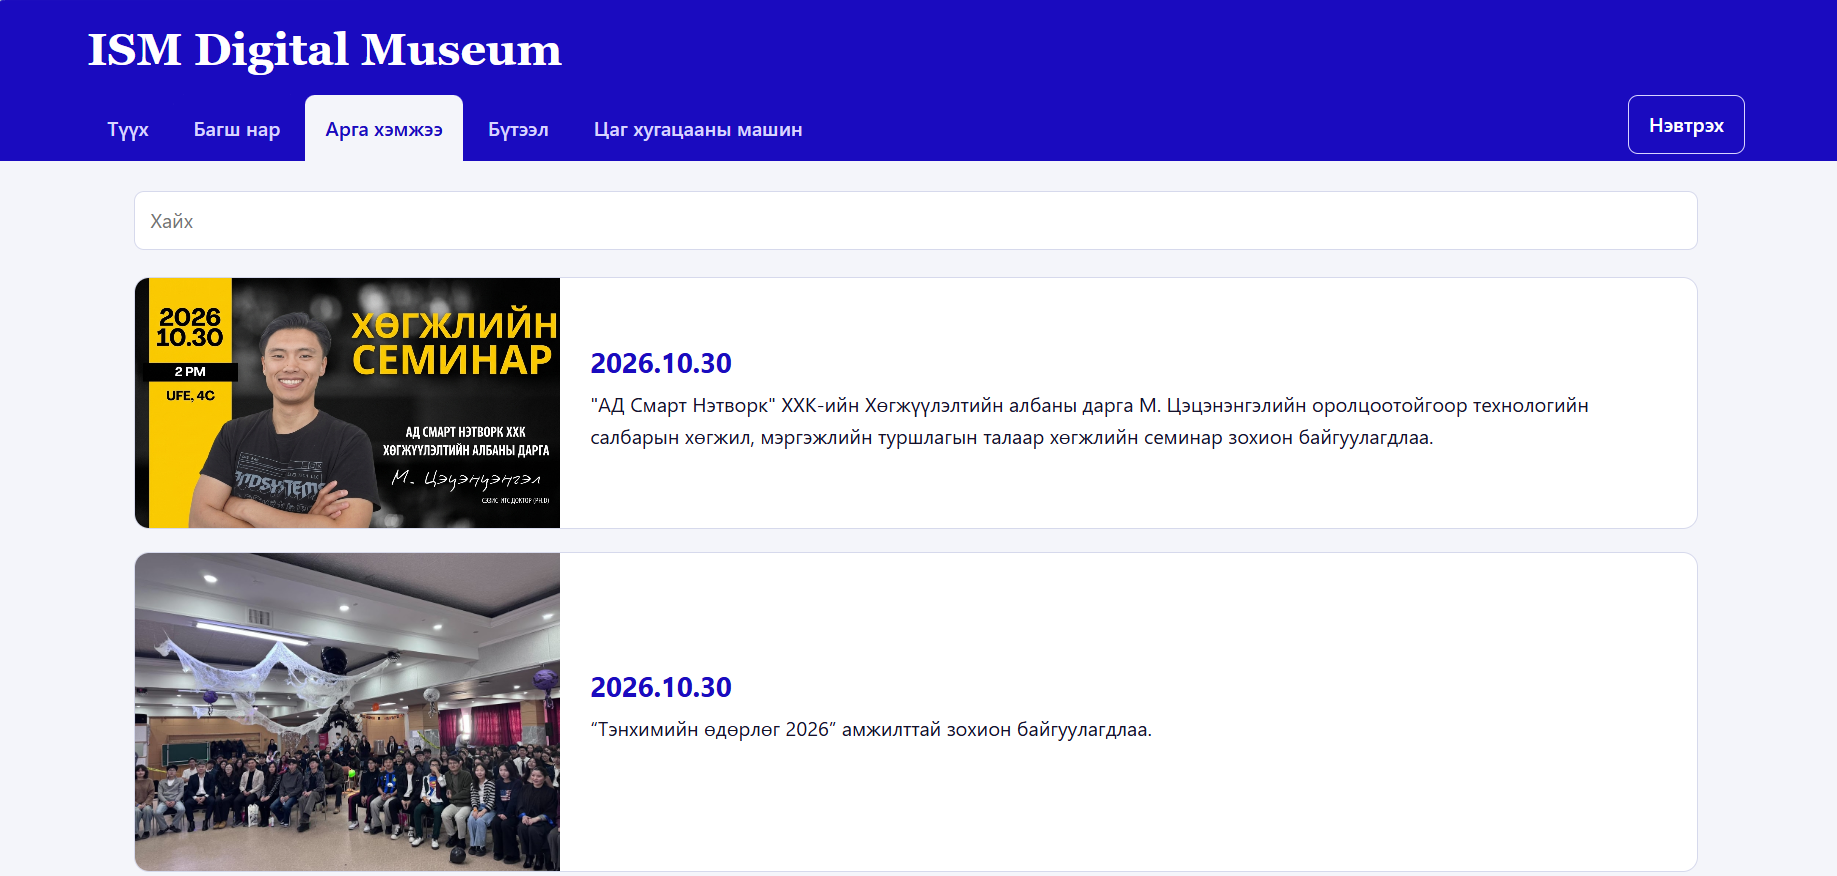 ISM Digital Museum
Түүх
Багш нар
Арга хэмжээ
Бүтээл
Цаг хугацааны машин
Нэвтрэх
Хайх
2026
10.30
2 PM
UFE, 4C
ХӨГЖЛИЙН
СЕМИНАР
АД СМАРТ НЭТВОРК ХХК
ХӨГЖҮҮЛЭЛТИЙН АЛБАНЫ ДАРГА
М. Цэцэнцэнгэл
2026.10.30
"АД Смарт Нэтворк" ХХК-ийн Хөгжүүлэлтийн албаны дарга М. Цэцэнэнгэлийн оролцоотойгоор технологийн
салбарын хөгжил, мэргэжлийн туршлагын талаар хөгжлийн семинар зохион байгуулагдлаа.
2026.10.30
“Тэнхимийн өдөрлөг 2026” амжилттай зохион байгуулагдлаа.